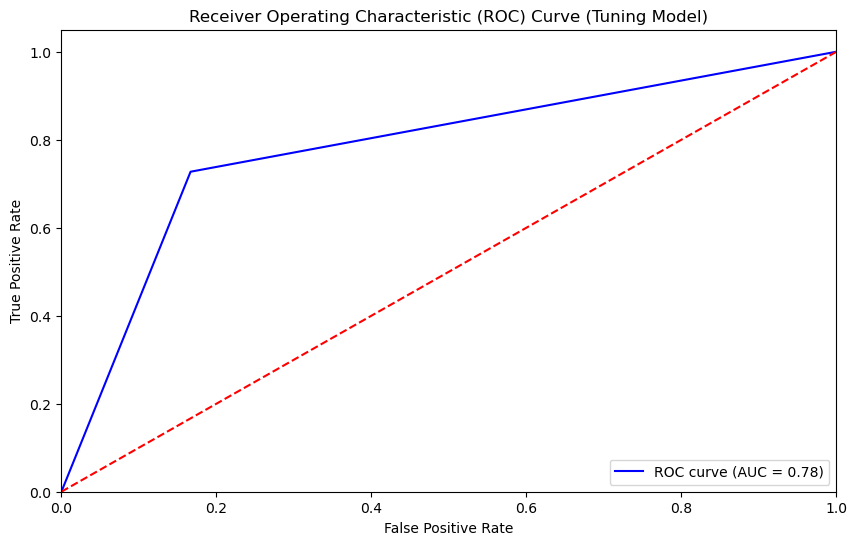 Receiver Operating Characteristic (ROC) Curve (Tuning Model)
1.0
0.8
0.6
0.4
0.2
0.0
True Positive Rate
ROC curve (AUC = 0.78)
0.0 0.2 0.4 0.6 0.8 1.0
False Positive Rate